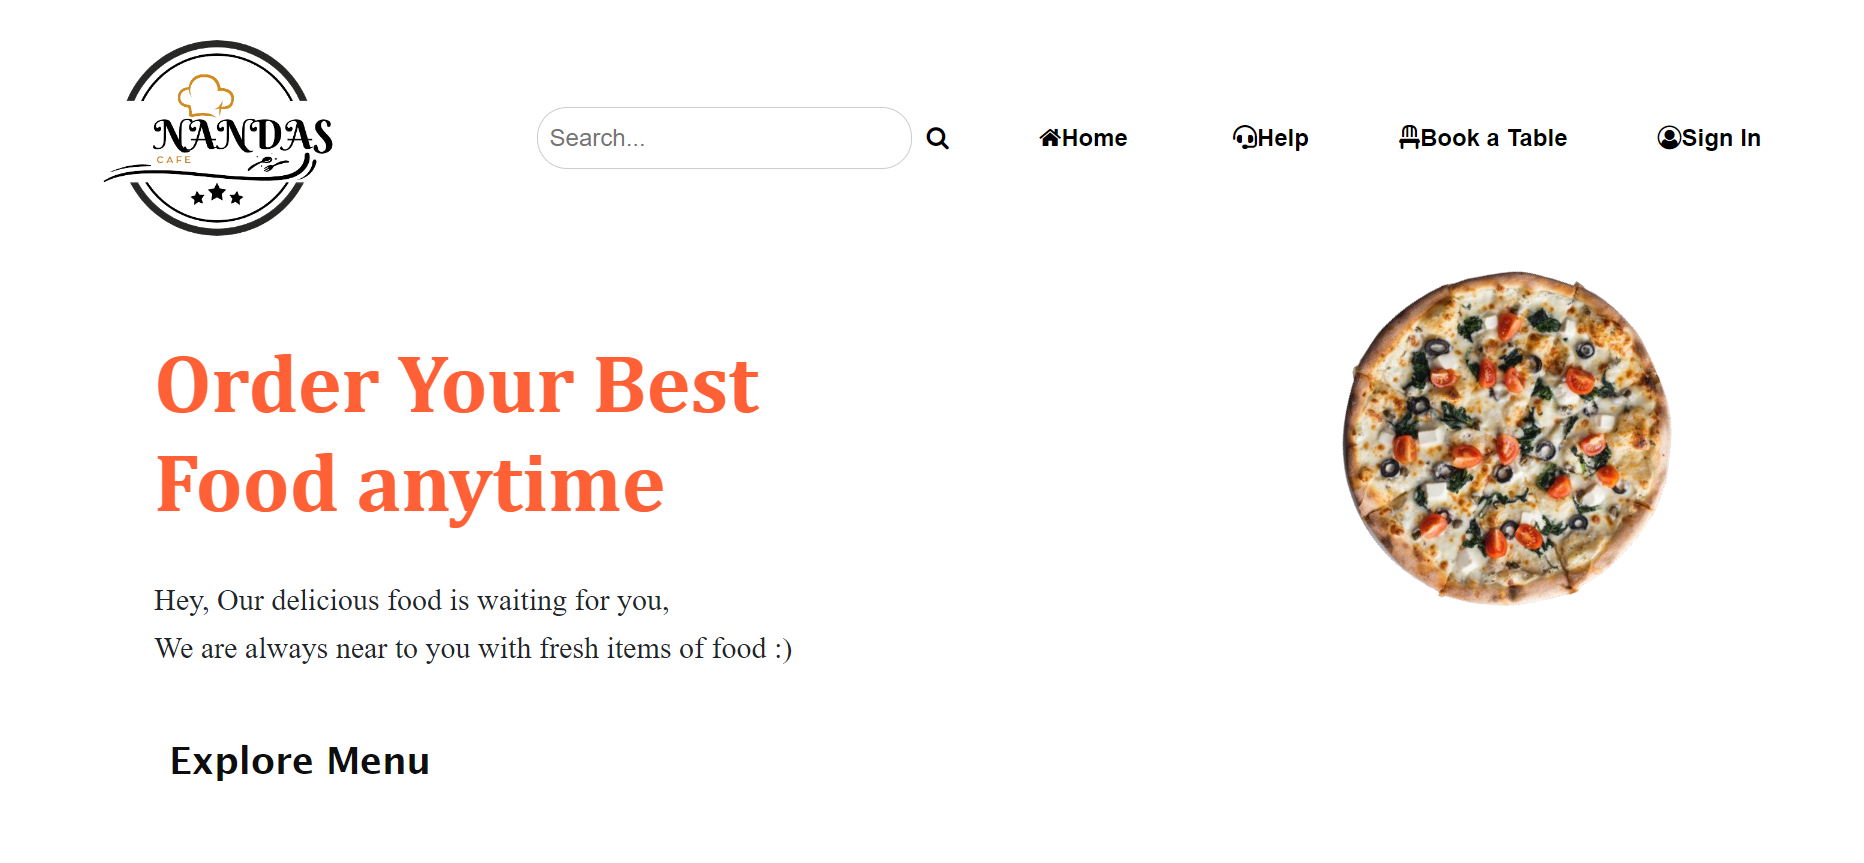 NANDAS
CAFE
Search...
Home
Help
Book a Table
Sign In
Order Your Best
Food anytime
Hey, Our delicious food is waiting for you,
We are always near to you with fresh items of food :)
Explore Menu